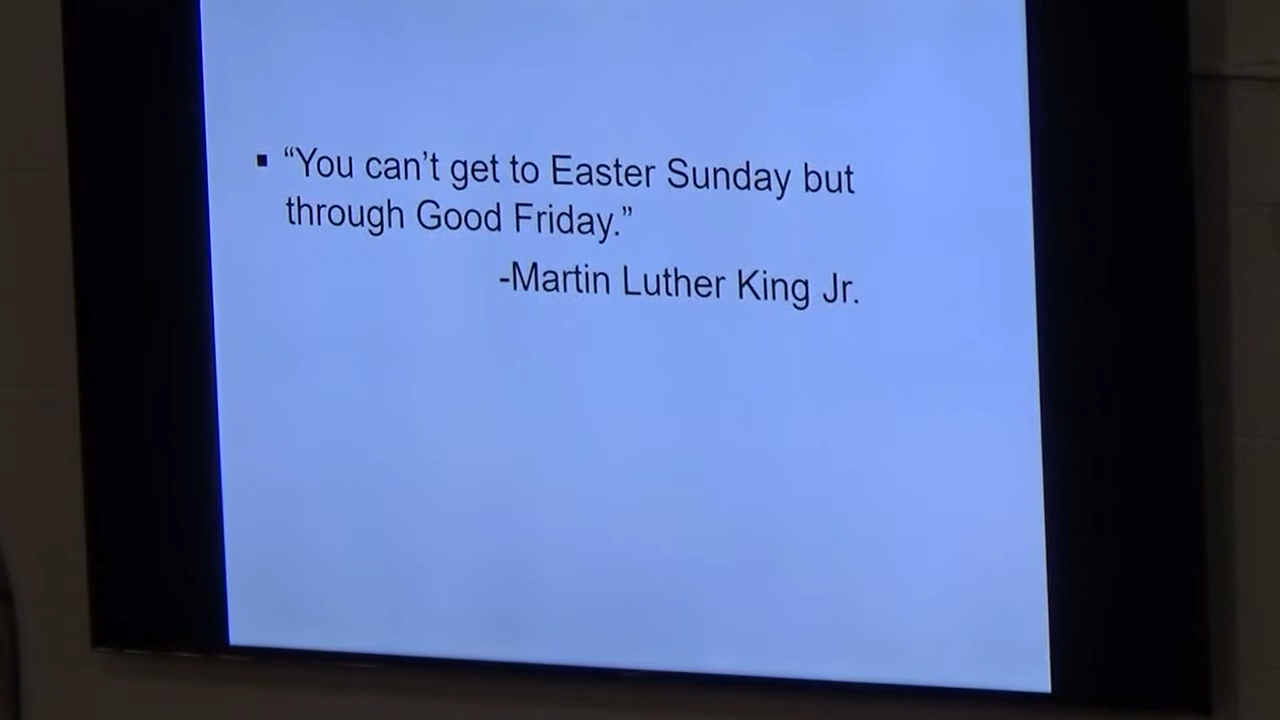 ▪ “You can’t get to Easter Sunday but
through Good Friday.”
-Martin Luther King Jr.